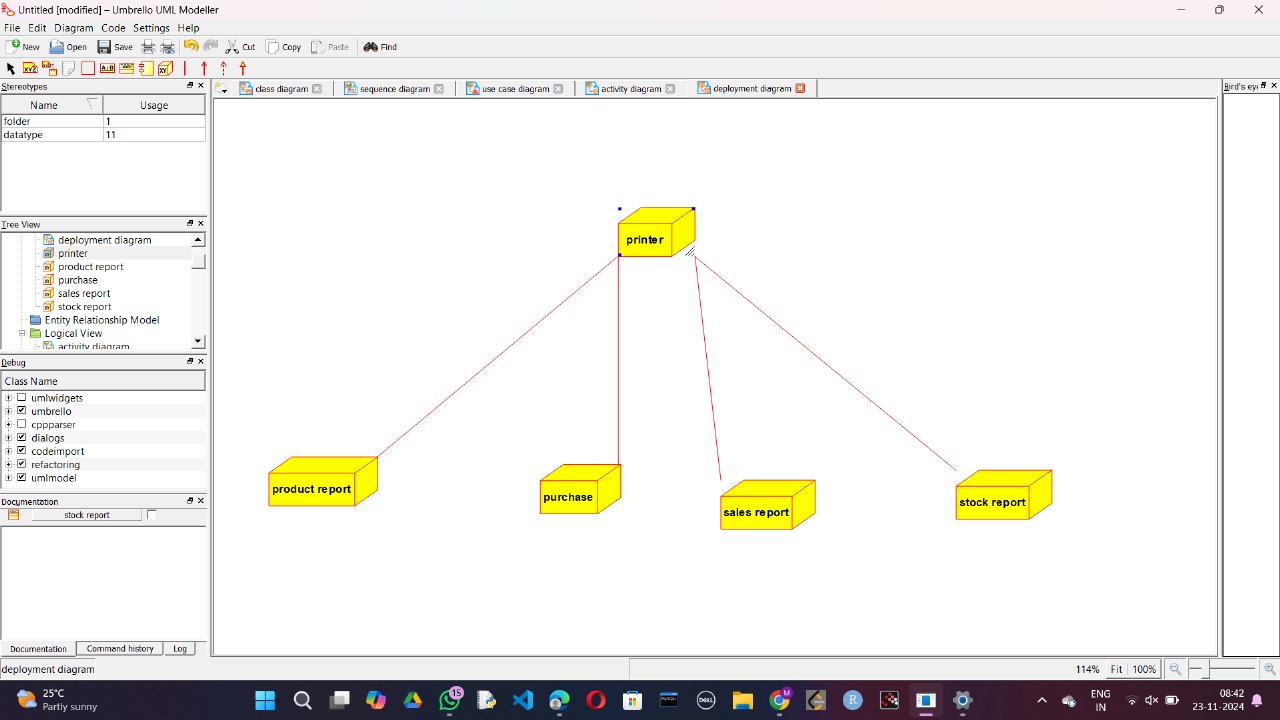 Untitled [modified] – Umbrello UML Modeller
File Edit Diagram Code Settings Help
New Open Save Cut Copy Paste Find
Stereotypes
Name Usage
folder 1
datatype 11
Tree View
deployment diagram
printer
product report
purchase
sales report
stock report
Entity Relationship Model
Logical View
activity diagram
Debug
Class Name
umlwidgets
umbrello
cppparser
dialogs
codeimport
refactoring
umlmodel
Documentation
stock report
Documentation Command history Log
class diagram sequence diagram use case diagram activity diagram deployment diagram
printer
product report
purchase
sales report
stock report
Bird's eye
deployment diagram
114% Fit 100%
25°C
Partly sunny
15
ENG
IN
08:42
23-11-2024